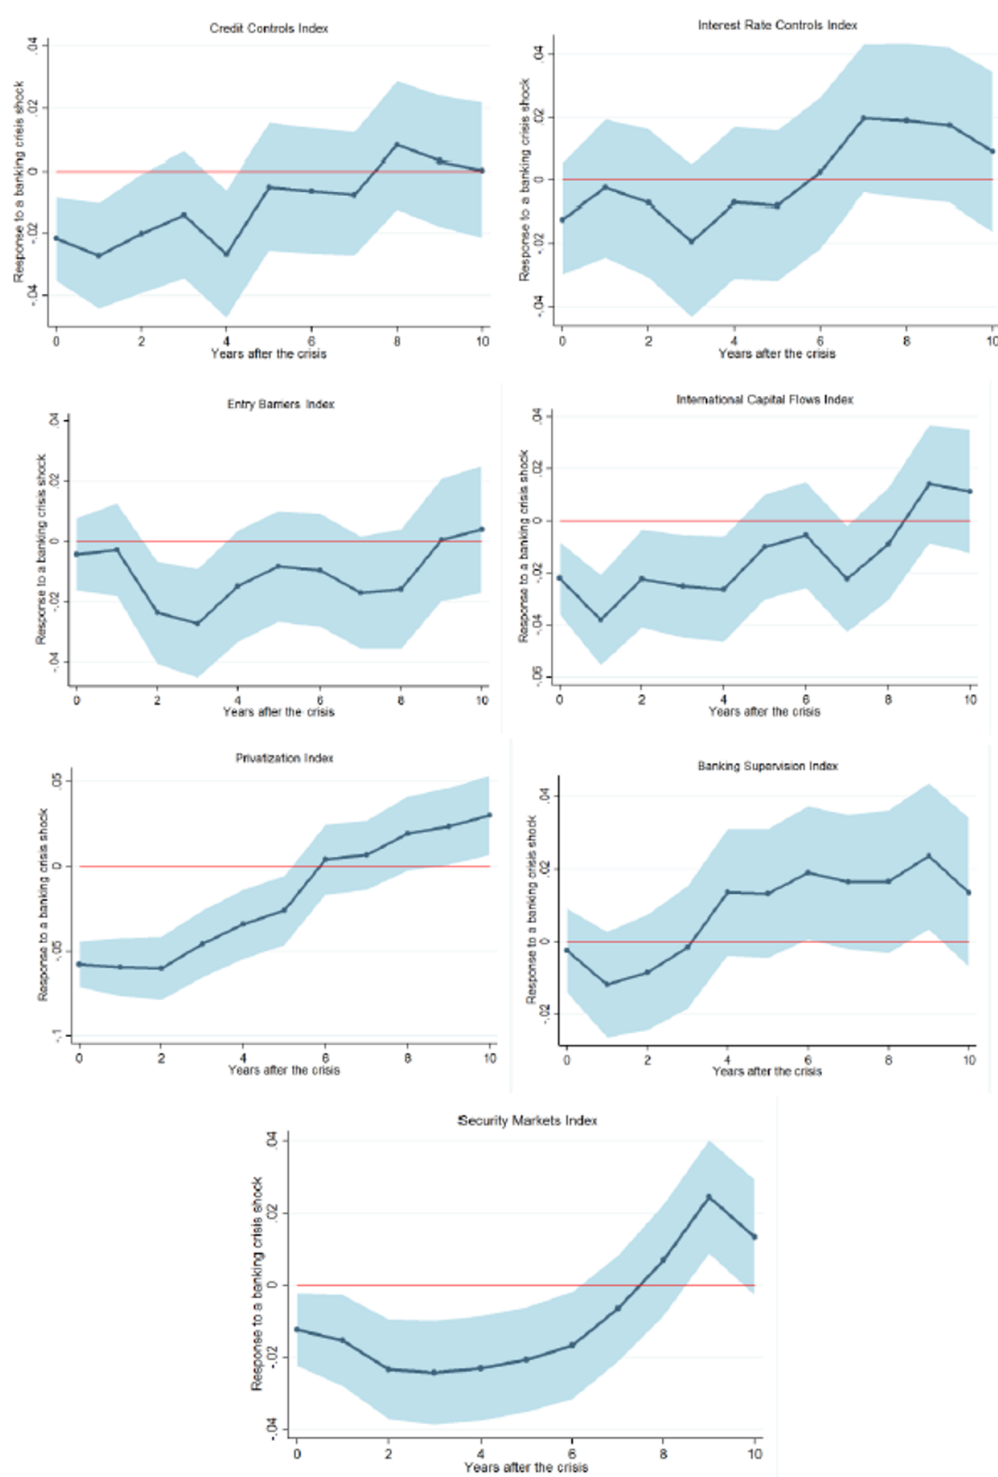 Credit Controls Index
Response to a banking crisis shock
.04
.02
0
-.02
-.04
0 2 4 6 8 10
Years after the crisis
Interest Rate Controls Index
Response to a banking crisis shock
.04
.02
0
-.02
-.04
0 2 4 6 8 10
Years after the crisis
Entry Barriers Index
Response to a banking crisis shock
.04
.02
0
-.02
-.04
0 2 4 6 8 10
Years after the crisis
International Capital Flows Index
Response to a banking crisis shock
.04
.02
0
-.02
-.04
-.06
0 2 4 6 8 10
Years after the crisis
Privatization Index
Response to a banking crisis shock
.05
0
-.05
-.1
0 2 4 6 8 10
Years after the crisis
Banking Supervision Index
Response to a banking crisis shock
.04
.02
0
-.02
0 2 4 6 8 10
Years after the crisis
Security Markets Index
Response to a banking crisis shock
.04
.02
0
-.02
-.04
0 2 4 6 8 10
Years after the crisis